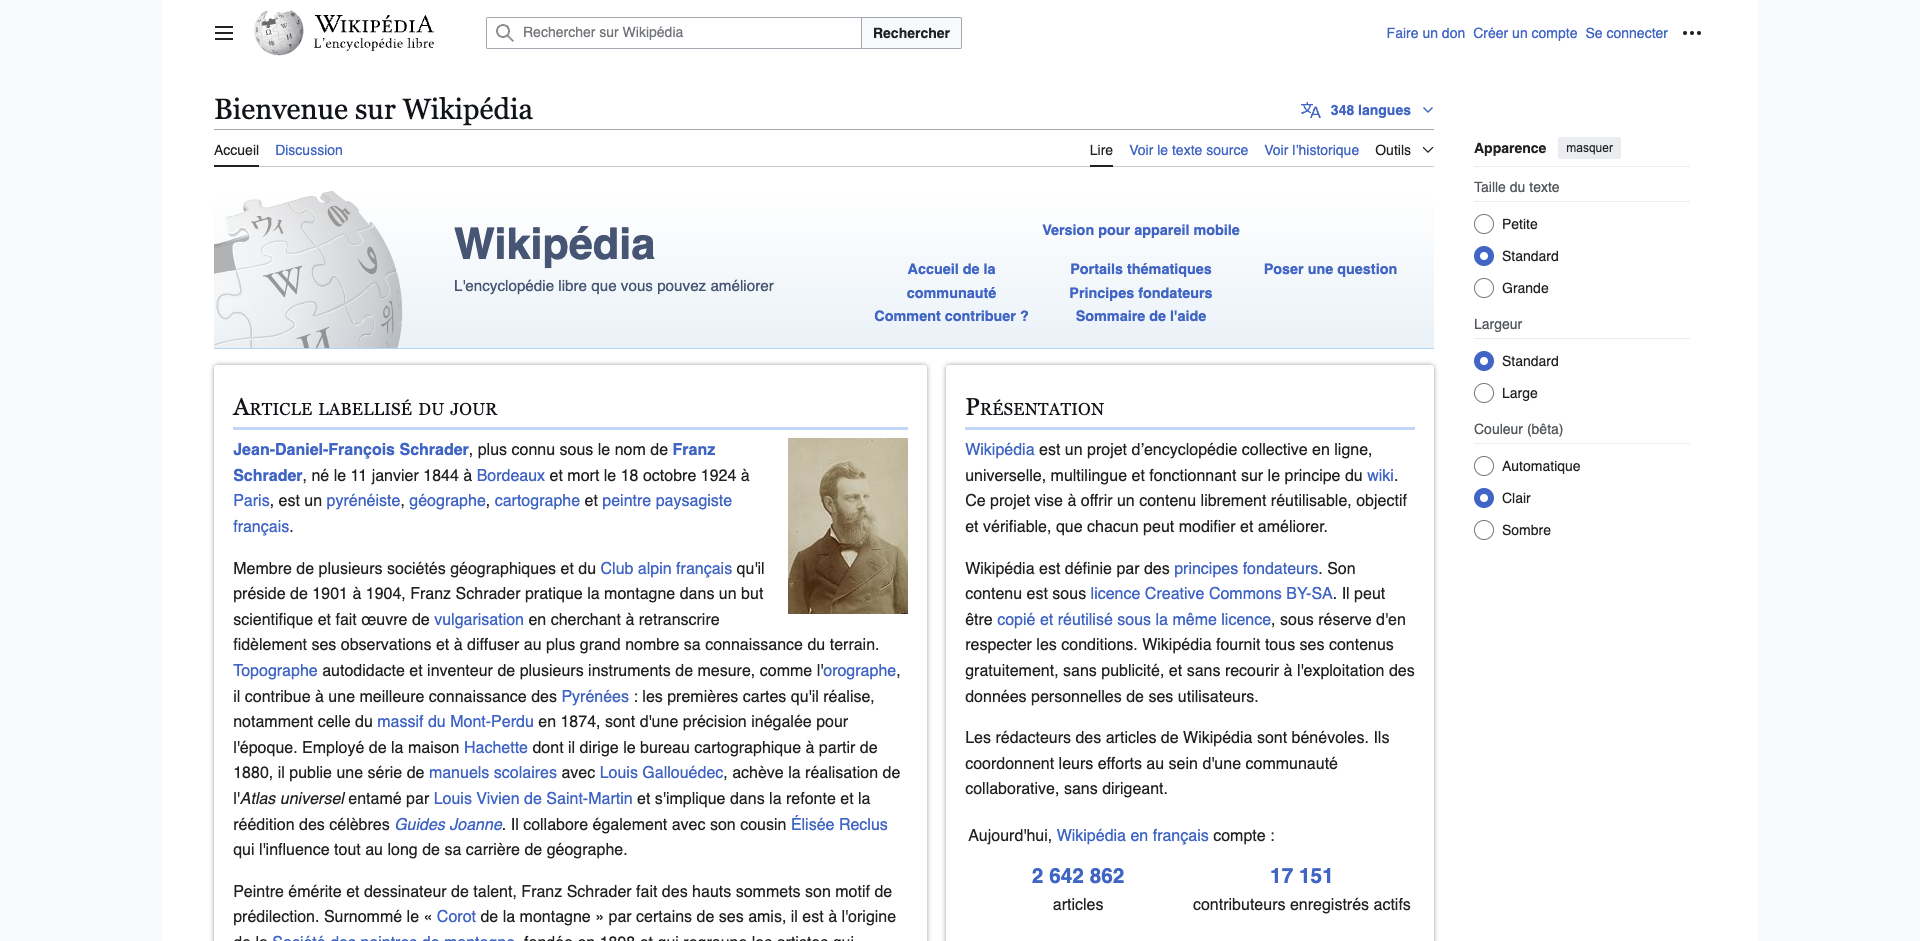 WIKIPÉDIA
L'encyclopédie libre
Rechercher sur Wikipédia
Rechercher
Faire un don Créer un compte Se connecter
Bienvenue sur Wikipédia
348 langues
Accueil Discussion
Lire Voir le texte source Voir l'historique Outils
Wikipédia
L'encyclopédie libre que vous pouvez améliorer
Version pour appareil mobile
Accueil de la
communauté
Comment contribuer ?
Portails thématiques
Principes fondateurs
Sommaire de l'aide
Poser une question
Article labellisé du jour
Jean-Daniel-François Schrader, plus connu sous le nom de Franz
Schrader, né le 11 janvier 1844 à Bordeaux et mort le 18 octobre 1924 à
Paris, est un pyrénéiste, géographe, cartographe et peintre paysagiste
français.
Membre de plusieurs sociétés géographiques et du Club alpin français qu'il
préside de 1901 à 1904, Franz Schrader pratique la montagne dans un but
scientifique et fait œuvre de vulgarisation en cherchant à retranscrire
fidèlement ses observations et à diffuser au plus grand nombre sa connaissance du terrain.
Topographe autodidacte et inventeur de plusieurs instruments de mesure, comme l'orographe,
il contribue à une meilleure connaissance des Pyrénées : les premières cartes qu'il réalise,
notamment celle du massif du Mont-Perdu en 1874, sont d'une précision inégalée pour
l'époque. Employé de la maison Hachette dont il dirige le bureau cartographique à partir de
1880, il publie une série de manuels scolaires avec Louis Gallouédec, achève la réalisation de
l'Atlas universel entamé par Louis Vivien de Saint-Martin et s'implique dans la refonte et la
réédition des célèbres Guides Joanne. Il collabore également avec son cousin Élisée Reclus
qui l'influence tout au long de sa carrière de géographe.
Peintre émérite et dessinateur de talent, Franz Schrader fait des hauts sommets son motif de
prédilection. Surnommé le « Corot de la montagne » par certains de ses amis, il est à l'origine
de la Société des peintres de montagne, fondée en 1898 et qui regroupe les artistes qui
Présentation
Wikipédia est un projet d’encyclopédie collective en ligne,
universelle, multilingue et fonctionnant sur le principe du wiki.
Ce projet vise à offrir un contenu librement réutilisable, objectif
et vérifiable, que chacun peut modifier et améliorer.
Wikipédia est définie par des principes fondateurs. Son
contenu est sous licence Creative Commons BY-SA. Il peut
être copié et réutilisé sous la même licence, sous réserve d'en
respecter les conditions. Wikipédia fournit tous ses contenus
gratuitement, sans publicité, et sans recourir à l'exploitation des
données personnelles de ses utilisateurs.
Les rédacteurs des articles de Wikipédia sont bénévoles. Ils
coordonnent leurs efforts au sein d'une communauté
collaborative, sans dirigeant.
Aujourd'hui, Wikipédia en français compte :
2 642 862
articles
17 151
contributeurs enregistrés actifs
Apparence masquer
Taille du texte
Petite
Standard
Grande
Largeur
Standard
Large
Couleur (bêta)
Automatique
Clair
Sombre